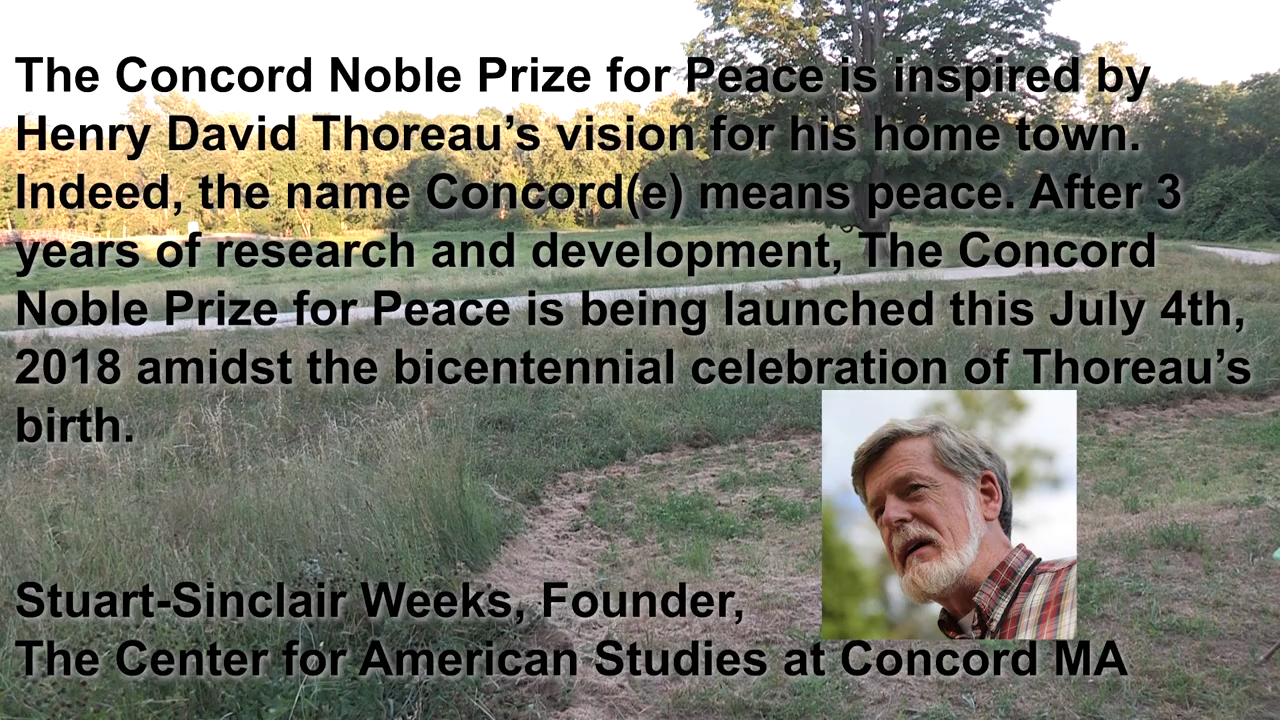 The Concord Noble Prize for Peace is inspired by
Henry David Thoreau’s vision for his home town.
Indeed, the name Concord(e) means peace. After 3
years of research and development, The Concord
Noble Prize for Peace is being launched this July 4th,
2018 amidst the bicentennial celebration of Thoreau’s
birth.
Stuart-Sinclair Weeks, Founder,
The Center for American Studies at Concord MA